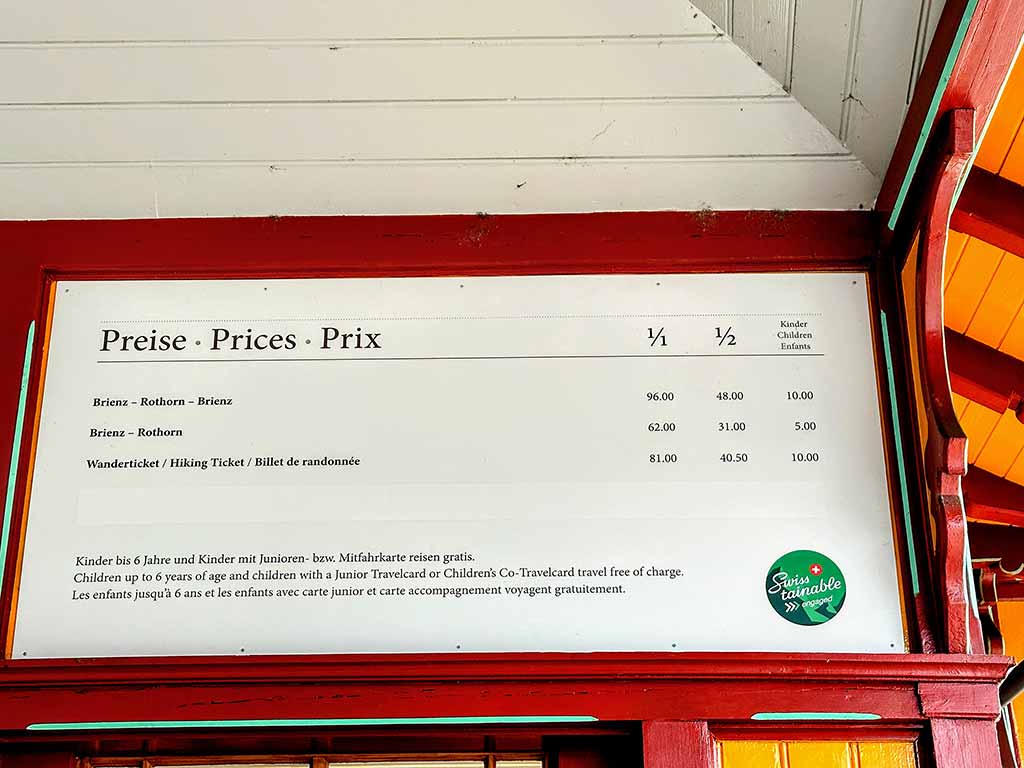 Preise · Prices · Prix 1/1 1/2 Kinder
Children
Enfants
Brienz – Rothorn – Brienz 96.00 48.00 10.00
Brienz – Rothorn 62.00 31.00 5.00
Wanderticket / Hiking Ticket / Billet de randonnée 81.00 40.50 10.00
Kinder bis 6 Jahre und Kinder mit Junioren- bzw. Mitfahrkarte reisen gratis.
Children up to 6 years of age and children with a Junior Travelcard or Children's Co-Travelcard travel free of charge.
Les enfants jusqu'à 6 ans et les enfants avec carte junior et carte accompagnement voyagent gratuitement.
Swiss
tainable
engaged